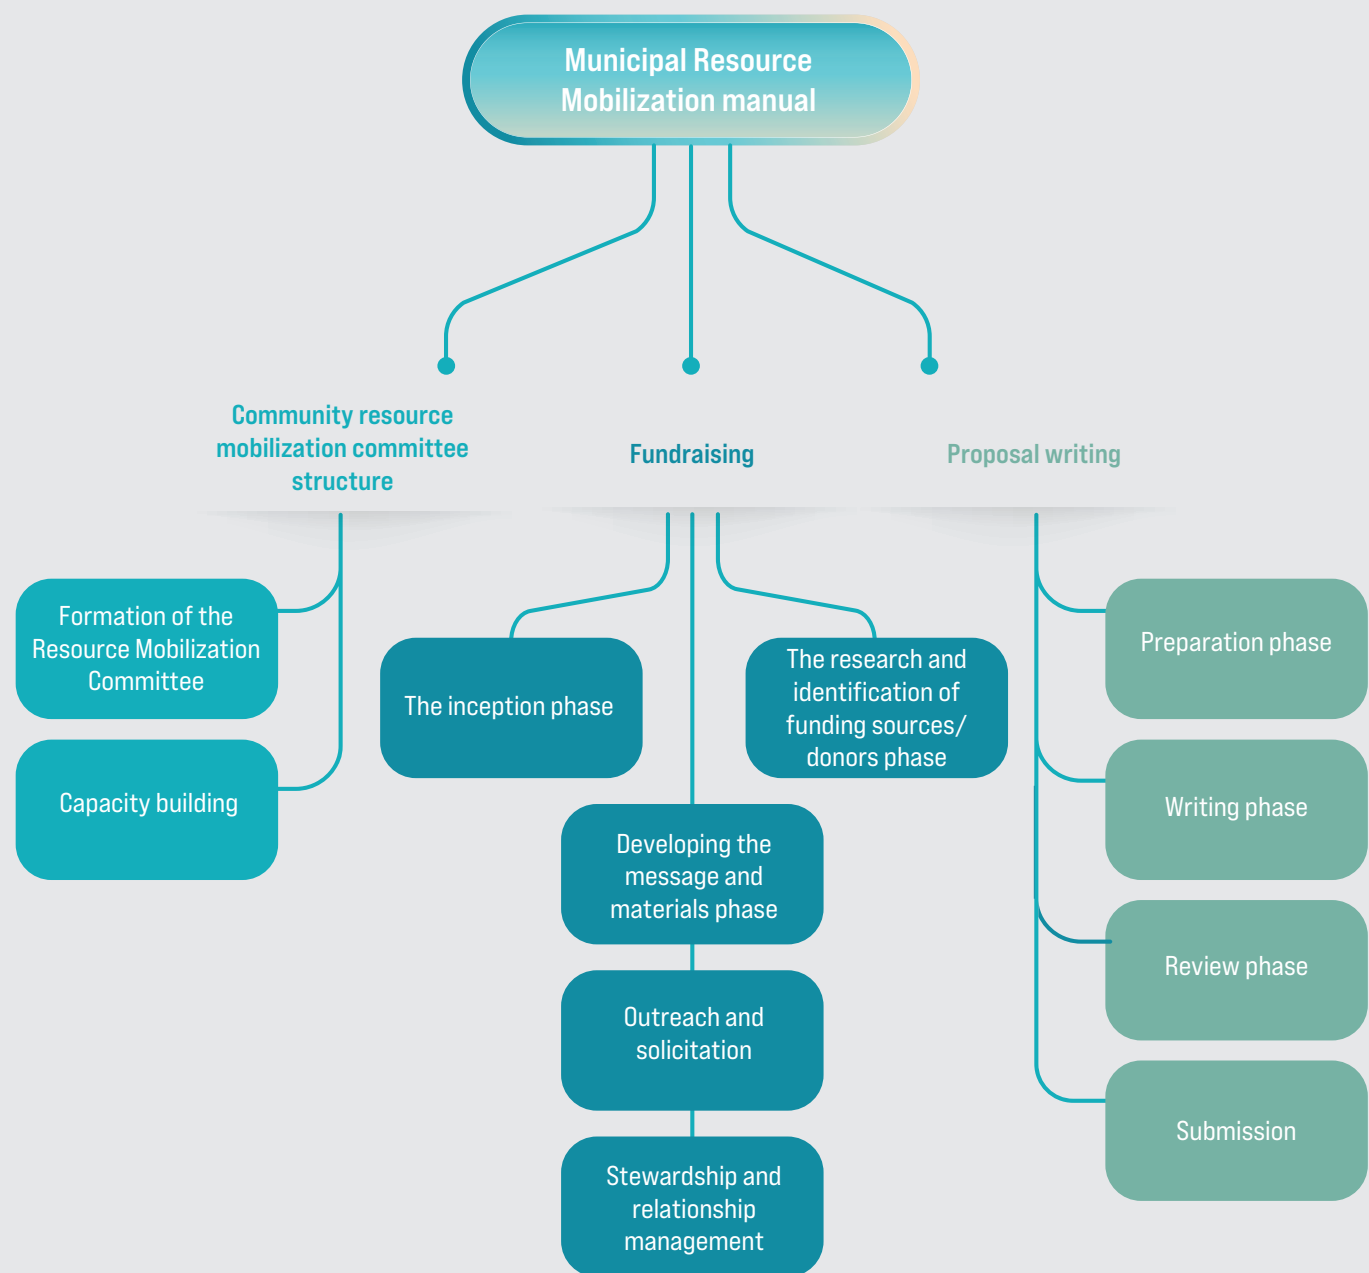 Municipal Resource
Mobilization manual
Community resource
mobilization committee
structure
Fundraising
Proposal writing
Formation of the
Resource Mobilization
Committee
Capacity building
The inception phase
The research and
identification of
funding sources/
donors phase
Developing the
message and
materials phase
Outreach and
solicitation
Stewardship and
relationship
management
Preparation phase
Writing phase
Review phase
Submission